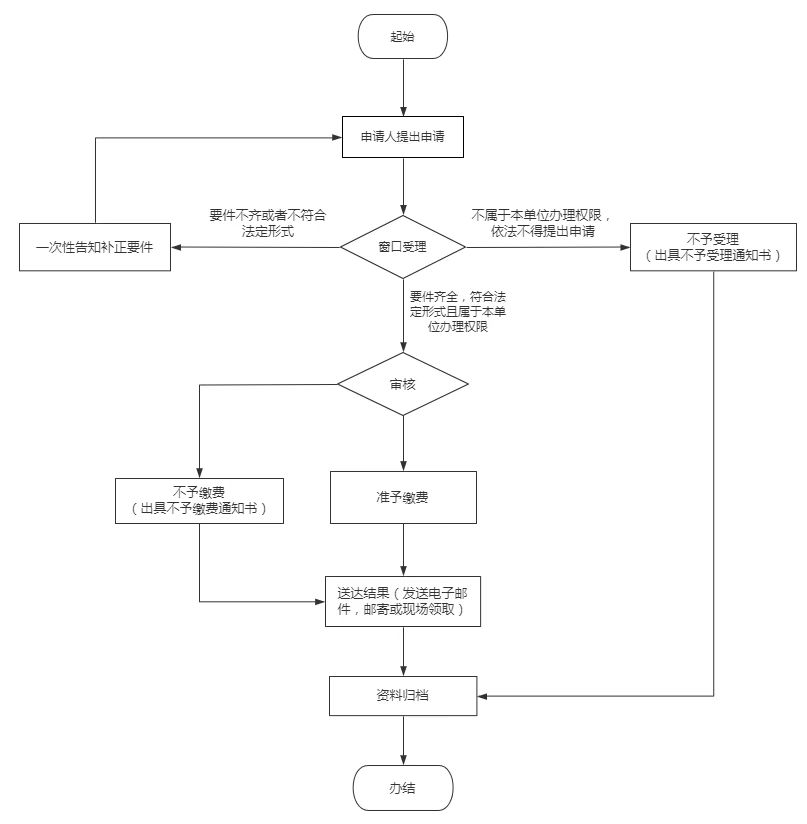 起始
申请人提出申请
要件不齐或者不符合
法定形式
不属于本单位办理权限，
依法不得提出申请
一次性告知补正要件
窗口受理
不予受理
（出具不予受理通知书）
要件齐全，符合法
定形式且属于本单
位办理权限
审核
不予缴费
（出具不予缴费通知书）
准予缴费
送达结果（发送电子邮
件，邮寄或现场领取）
资料归档
办结